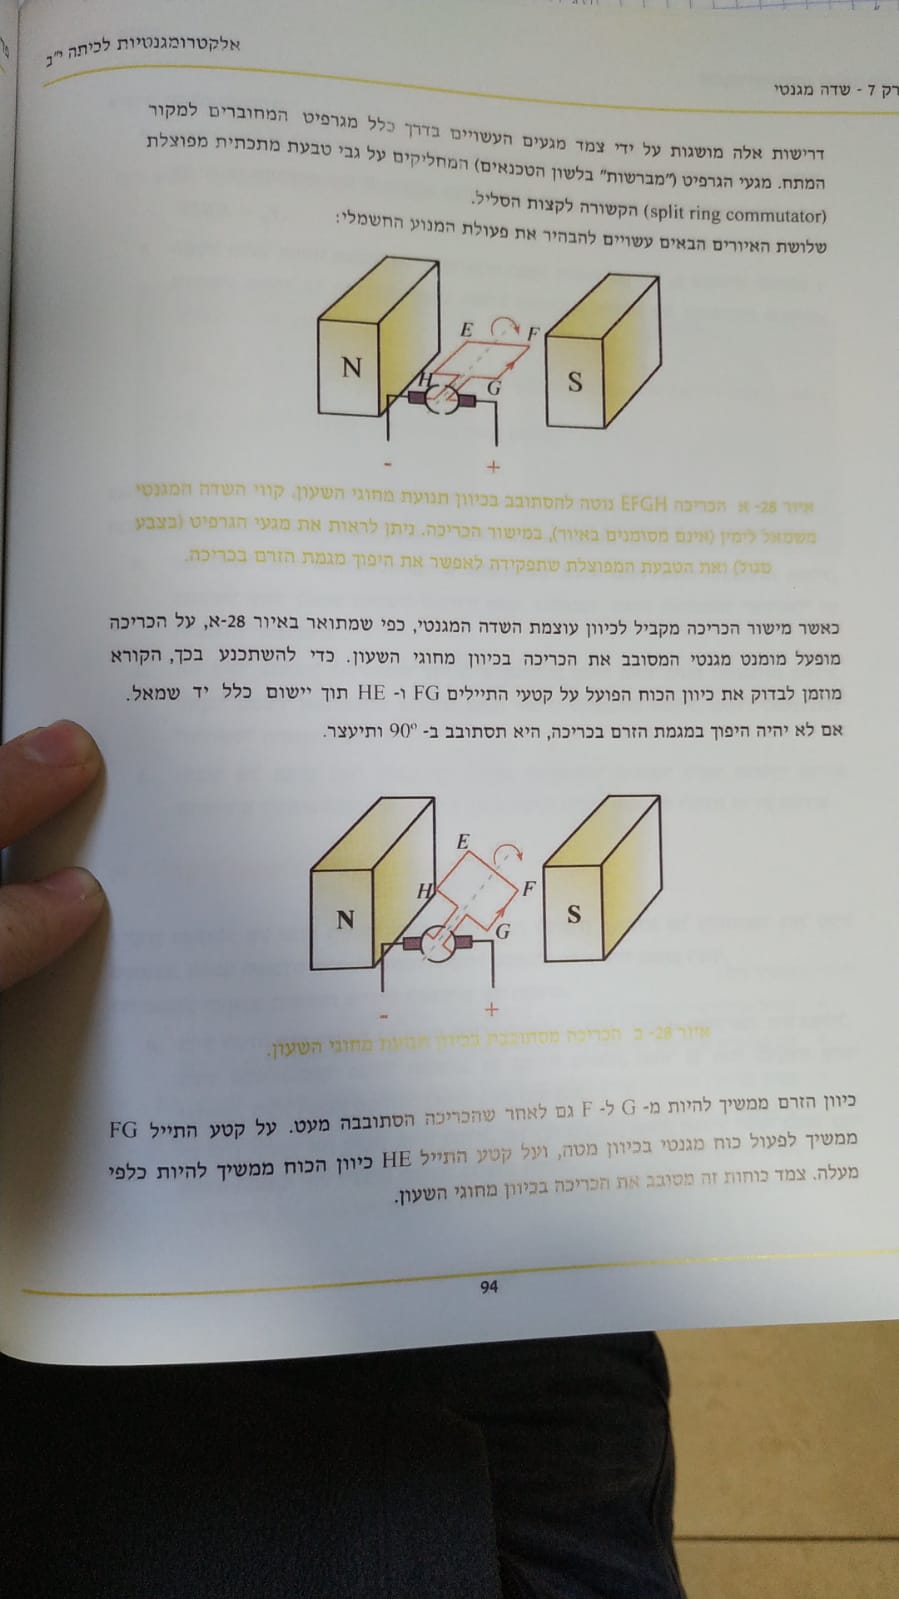 אלקטרומגנטיות לכיתה י"ב
רק 7 - שדה מגנטי
דרישות אלה מושגות על ידי צמד מגעים העשויים בדרך כלל מגרפיט המחוברים למקור
המתח. מגעי הגרפיט ("מברשות" בלשון הטכנאים) המחליקים על גבי טבעת מתכתית מפוצלת
(split ring commutator) הקשורה לקצות הסליל.
שלושת האיורים הבאים עשויים להבהיר את פעולת המנוע החשמלי:
E F
N S
H G
- +
איור 28- א הכריכה EFGH נוטה להסתובב בכיוון תנועת מחוגי השעון. קווי השדה המגנטי
משמאל לימין (אינם מסומנים באיור), במישור הכריכה. ניתן לראות את מגעי הגרפיט (בצבע
סגול) ואת הטבעת המפוצלת שתפקידה לאפשר את היפוך מגמת הזרם בכריכה.
כאשר מישור הכריכה מקביל לכיוון עוצמת השדה המגנטי, כפי שמתואר באיור 28-א, על הכריכה
מופעל מומנט מגנטי המסובב את הכריכה בכיוון מחוגי השעון. כדי להשתכנע בכך, הקורא
מוזמן לבדוק את כיוון הכוח הפועל על קטעי התיילים FG ו- HE תוך יישום כלל יד שמאל.
אם לא יהיה היפוך במגמת הזרם בכריכה, היא תסתובב ב- 90° ותיעצר.
E
H F
N S
G
- +
איור 28- ב הכריכה מסתובבת בכיוון תנועת מחוגי השעון.
כיוון הזרם ממשיך להיות מ- G ל- F גם לאחר שהכריכה הסתובבה מעט. על קטע התייל FG
ממשיך לפעול כוח מגנטי בכיוון מטה, ועל קטע התייל HE כיוון הכוח ממשיך להיות כלפי
מעלה. צמד כוחות זה מסובב את הכריכה בכיוון מחוגי השעון.
94